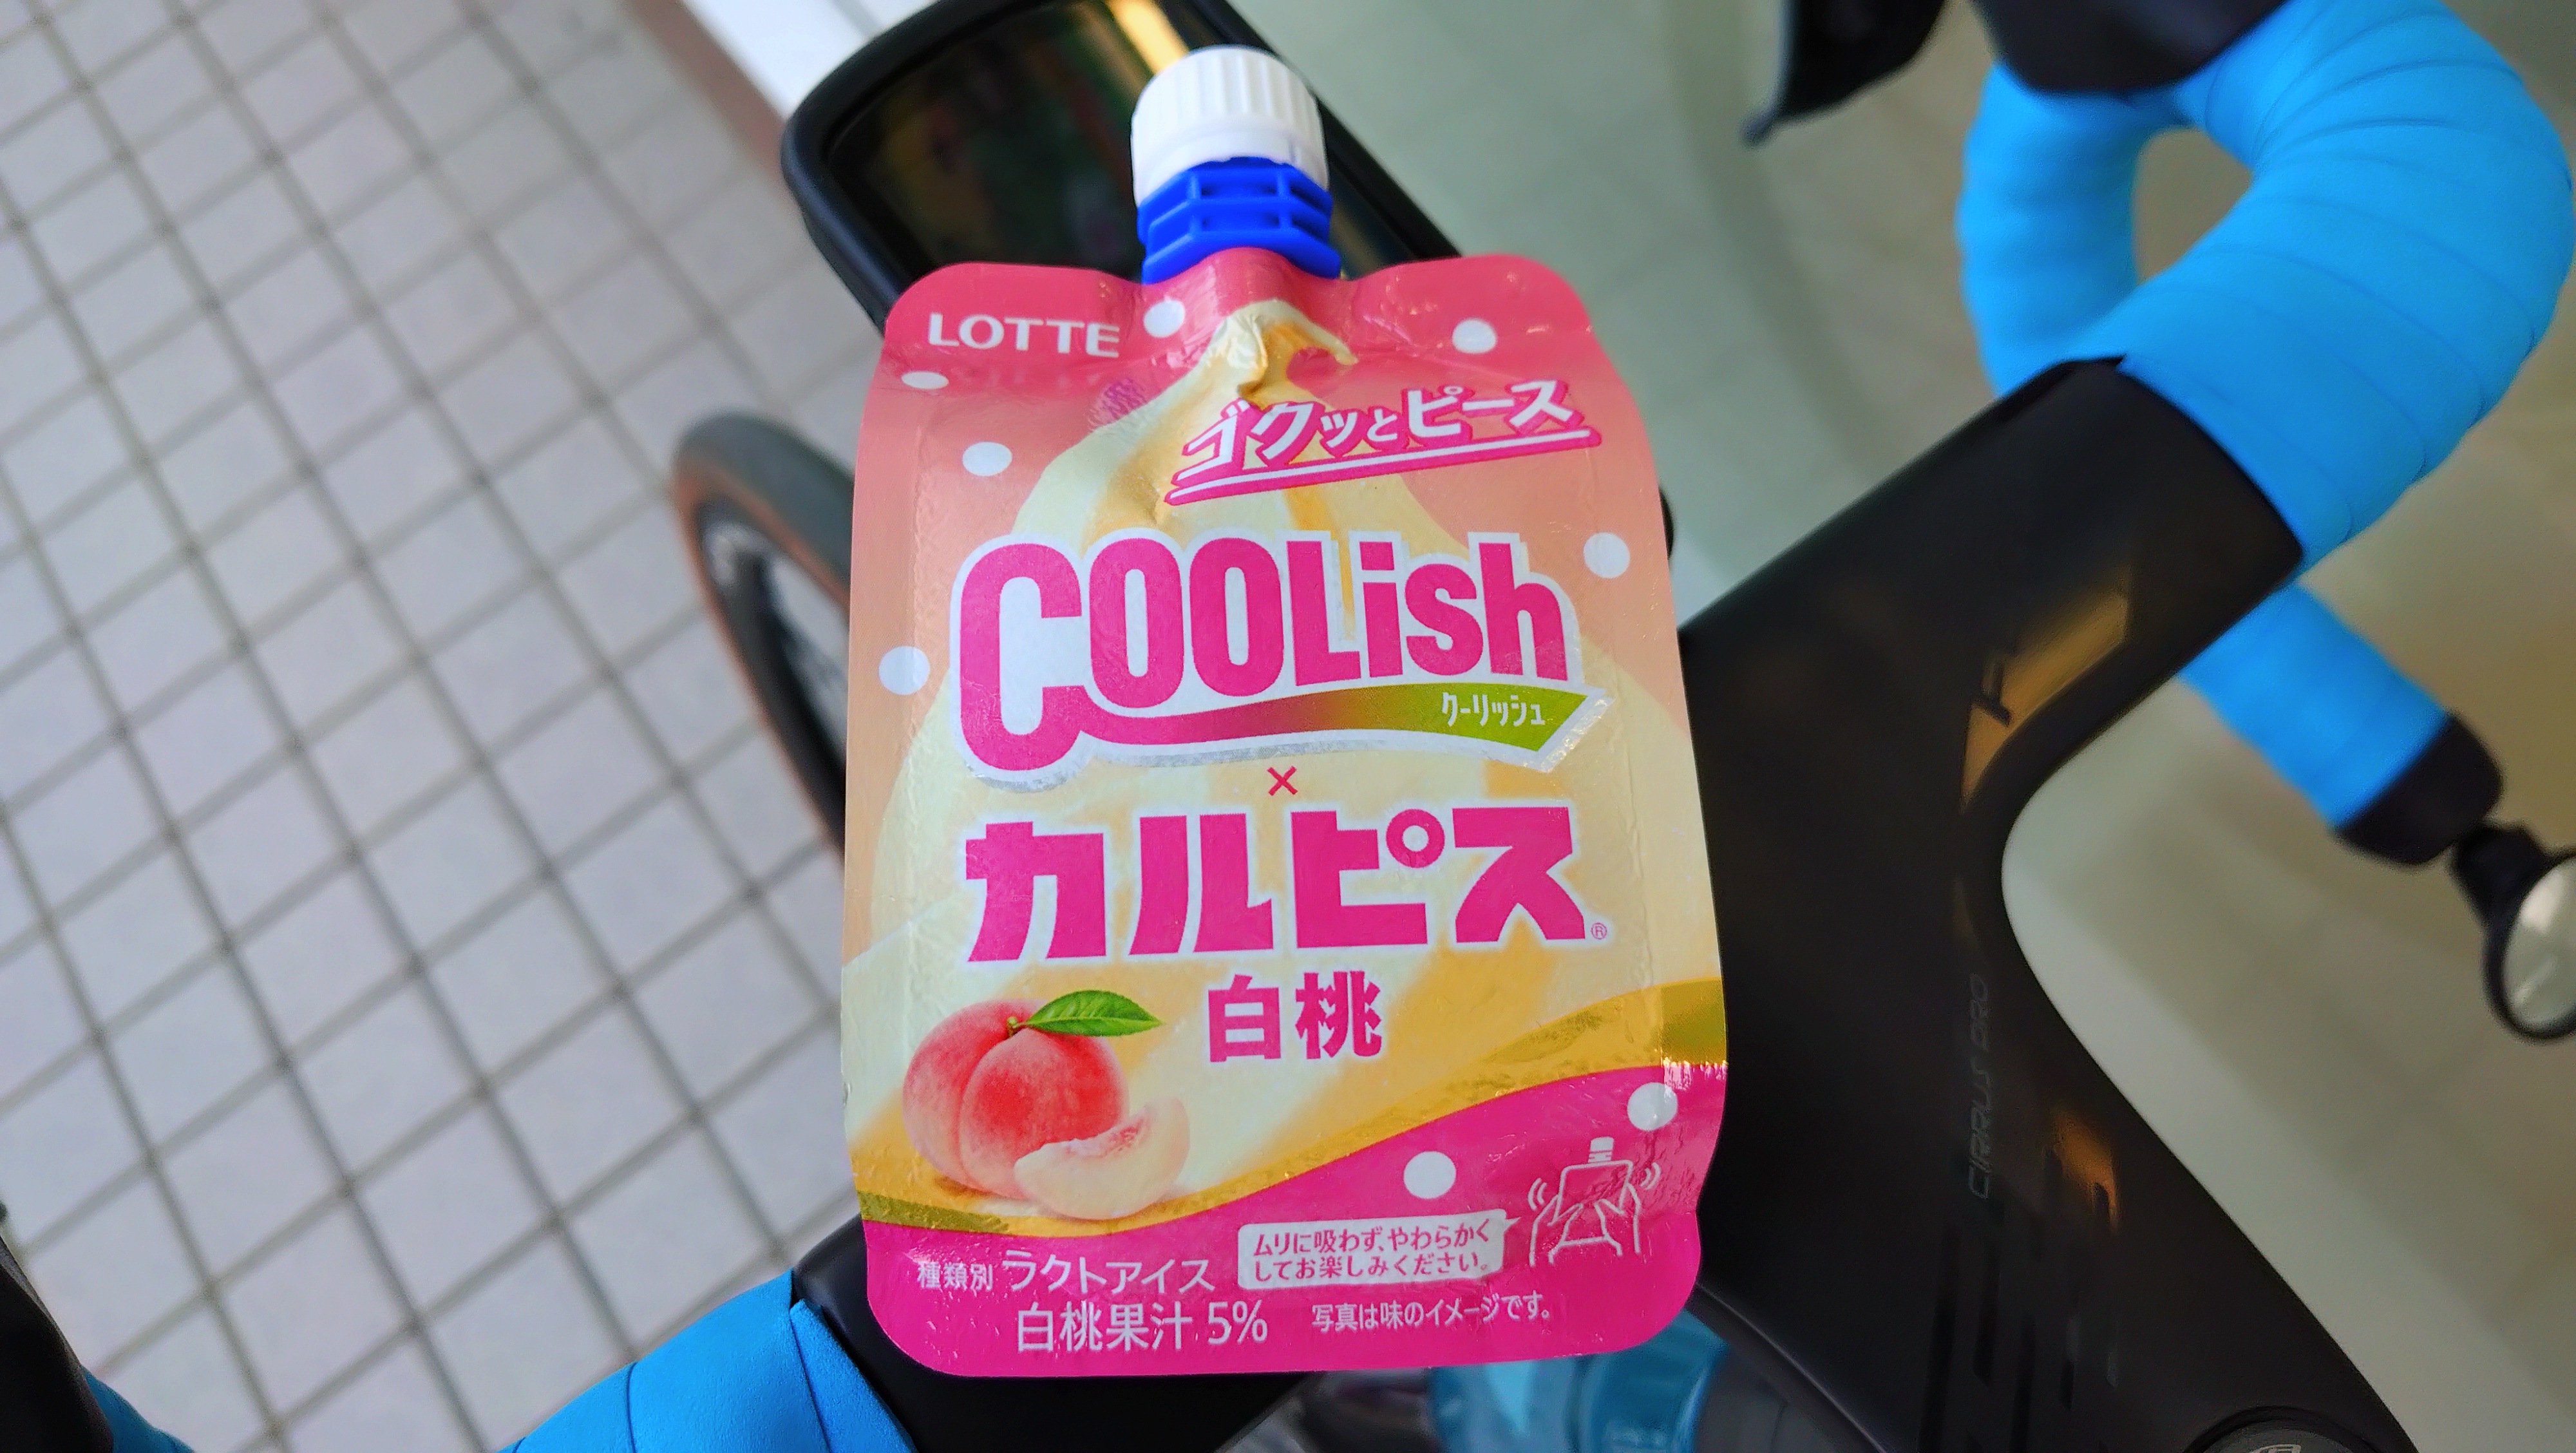 LOTTE
ゴクッとピース
COOLish
クーリッシュ
×
カルピス®
白桃
ムリに吸わず、やわらかく
してお楽しみください。
種類別 ラクトアイス
白桃果汁 5%
写真は味のイメージです。
CIRRUS PRO